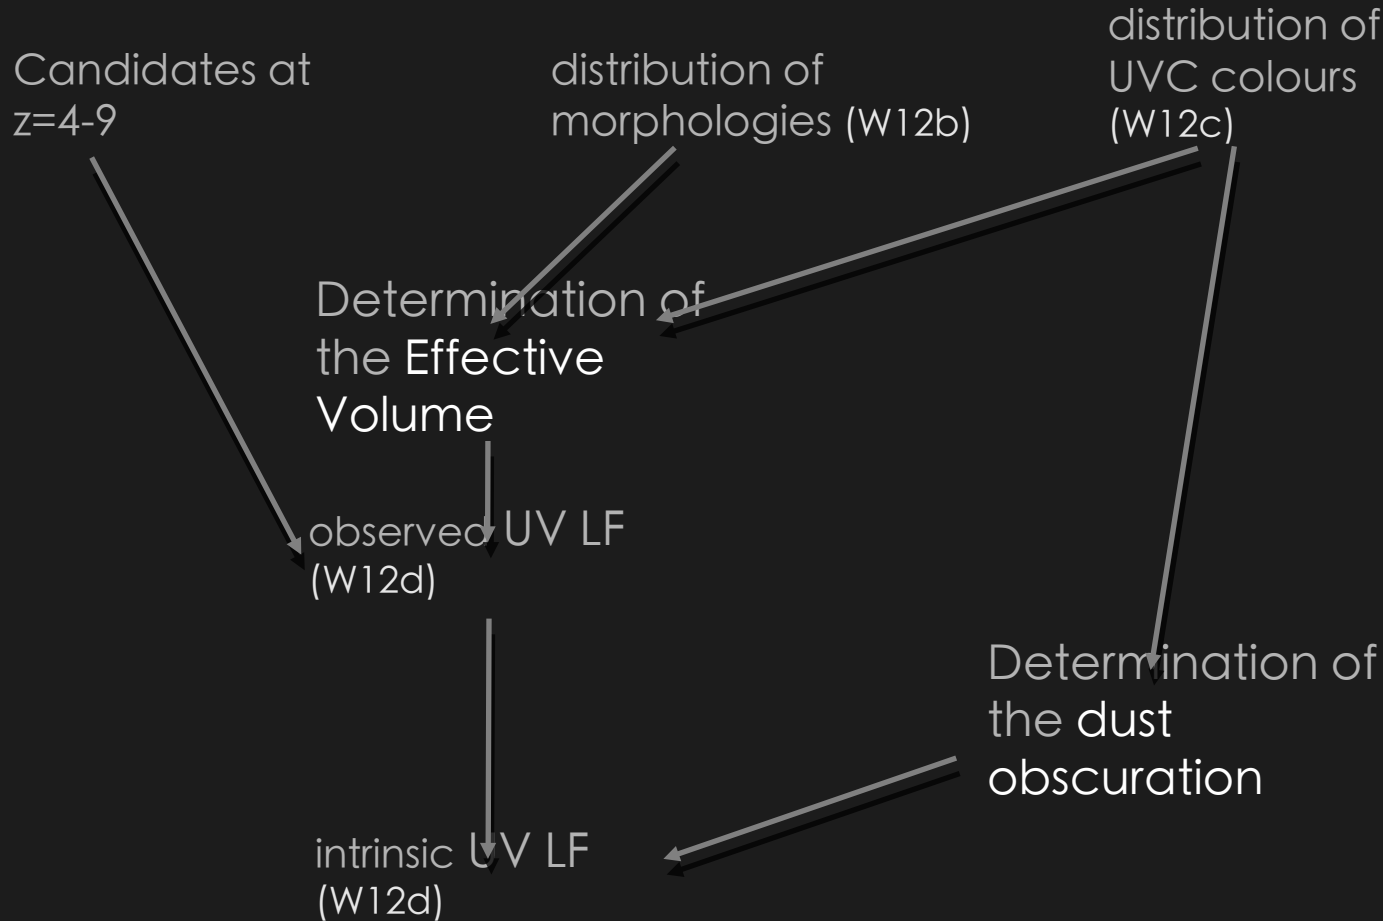 Candidates at
z=4-9
distribution of
morphologies (W12b)
distribution of
UVC colours
(W12c)
Determination of
the Effective
Volume
observed UV LF
(W12d)
Determination of
the dust
obscuration
intrinsic UV LF
(W12d)